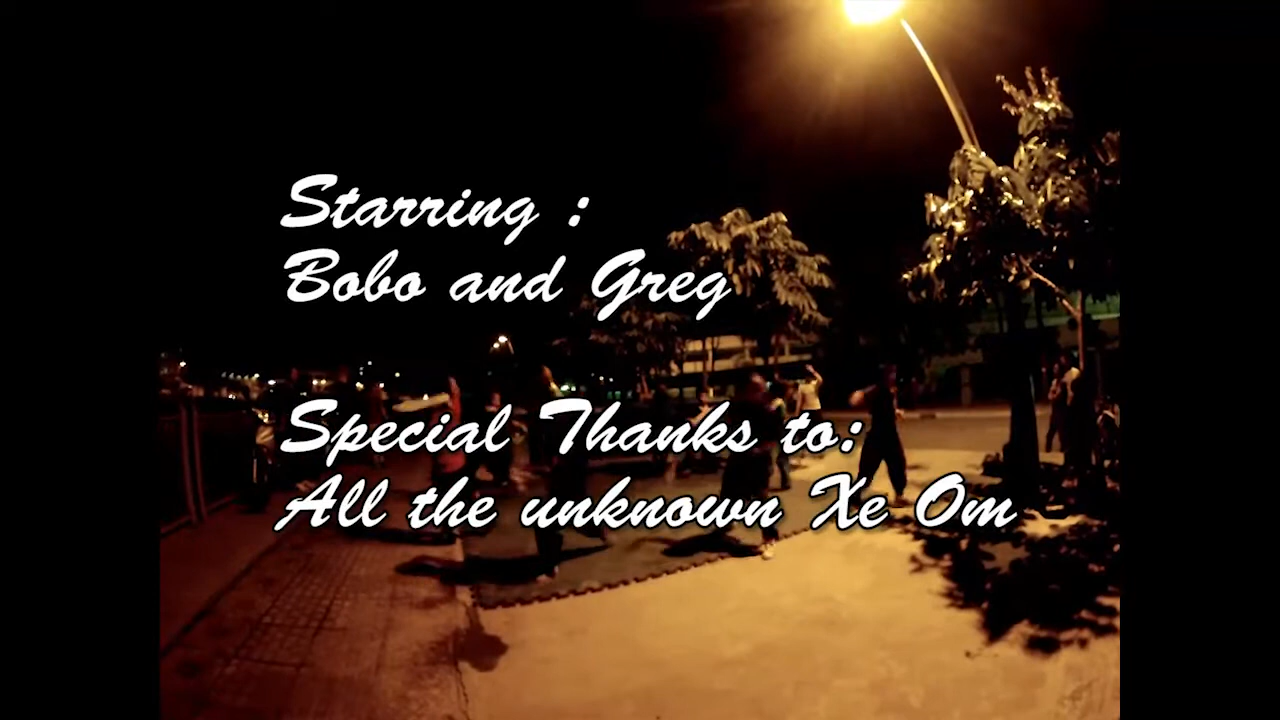 Starring :
Bobo and Greg
Special Thanks to:
All the unknown Xe Om